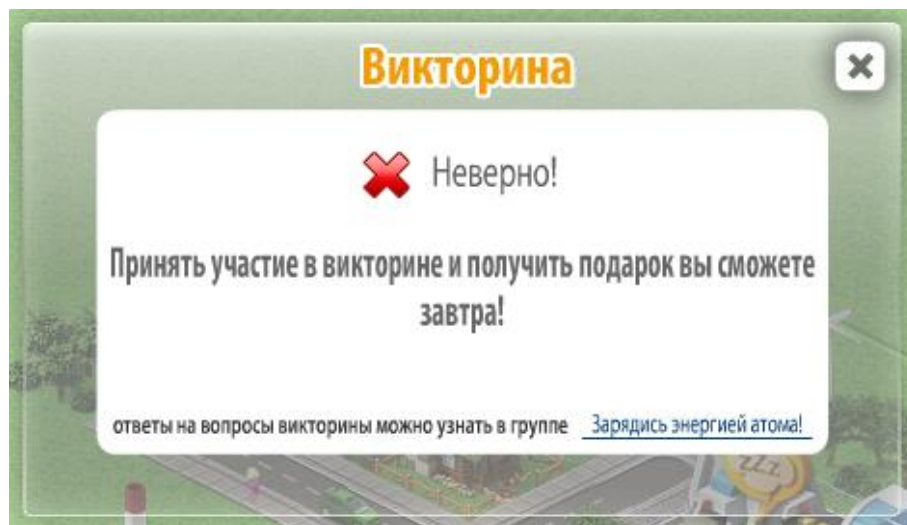 Викторина
Неверно!
Принять участие в викторине и получить подарок вы сможете
завтра!
ответы на вопросы викторины можно узнать в группе Зарядись энергией атома!
zzz